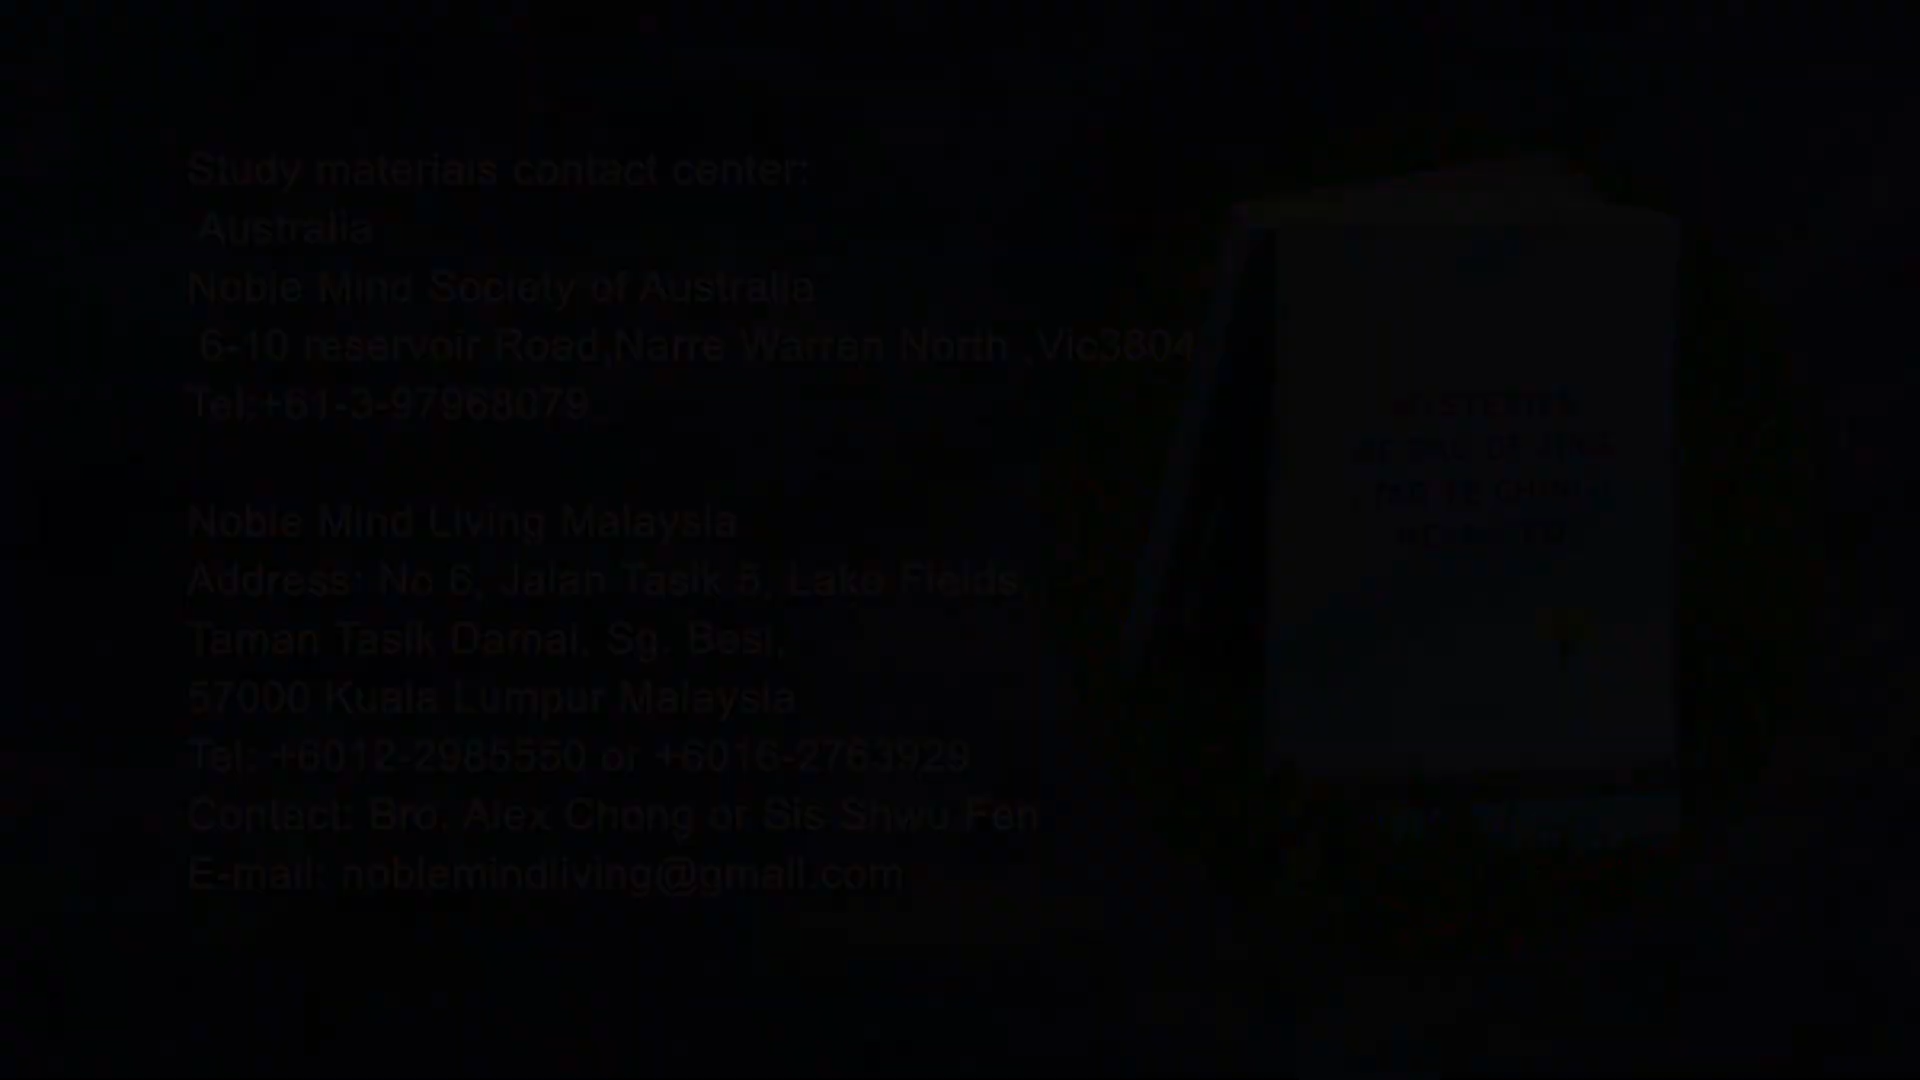 Study materials contact center:
Australia
Noble Mind Society of Australia
6-10 reservoir Road,Narre Warren North ,Vic3804
Tel:+61-3-97968079
Noble Mind Living Malaysia
Address: No 6, Jalan Tasik 5, Lake Fields,
Taman Tasik Damai, Sg. Besi,
57000 Kuala Lumpur Malaysia
Tel: +6012-2985550 or +6016-2763929
Contact: Bro. Alex Chong or Sis Shwu Fen
E-mail: noblemindliving@gmail.com